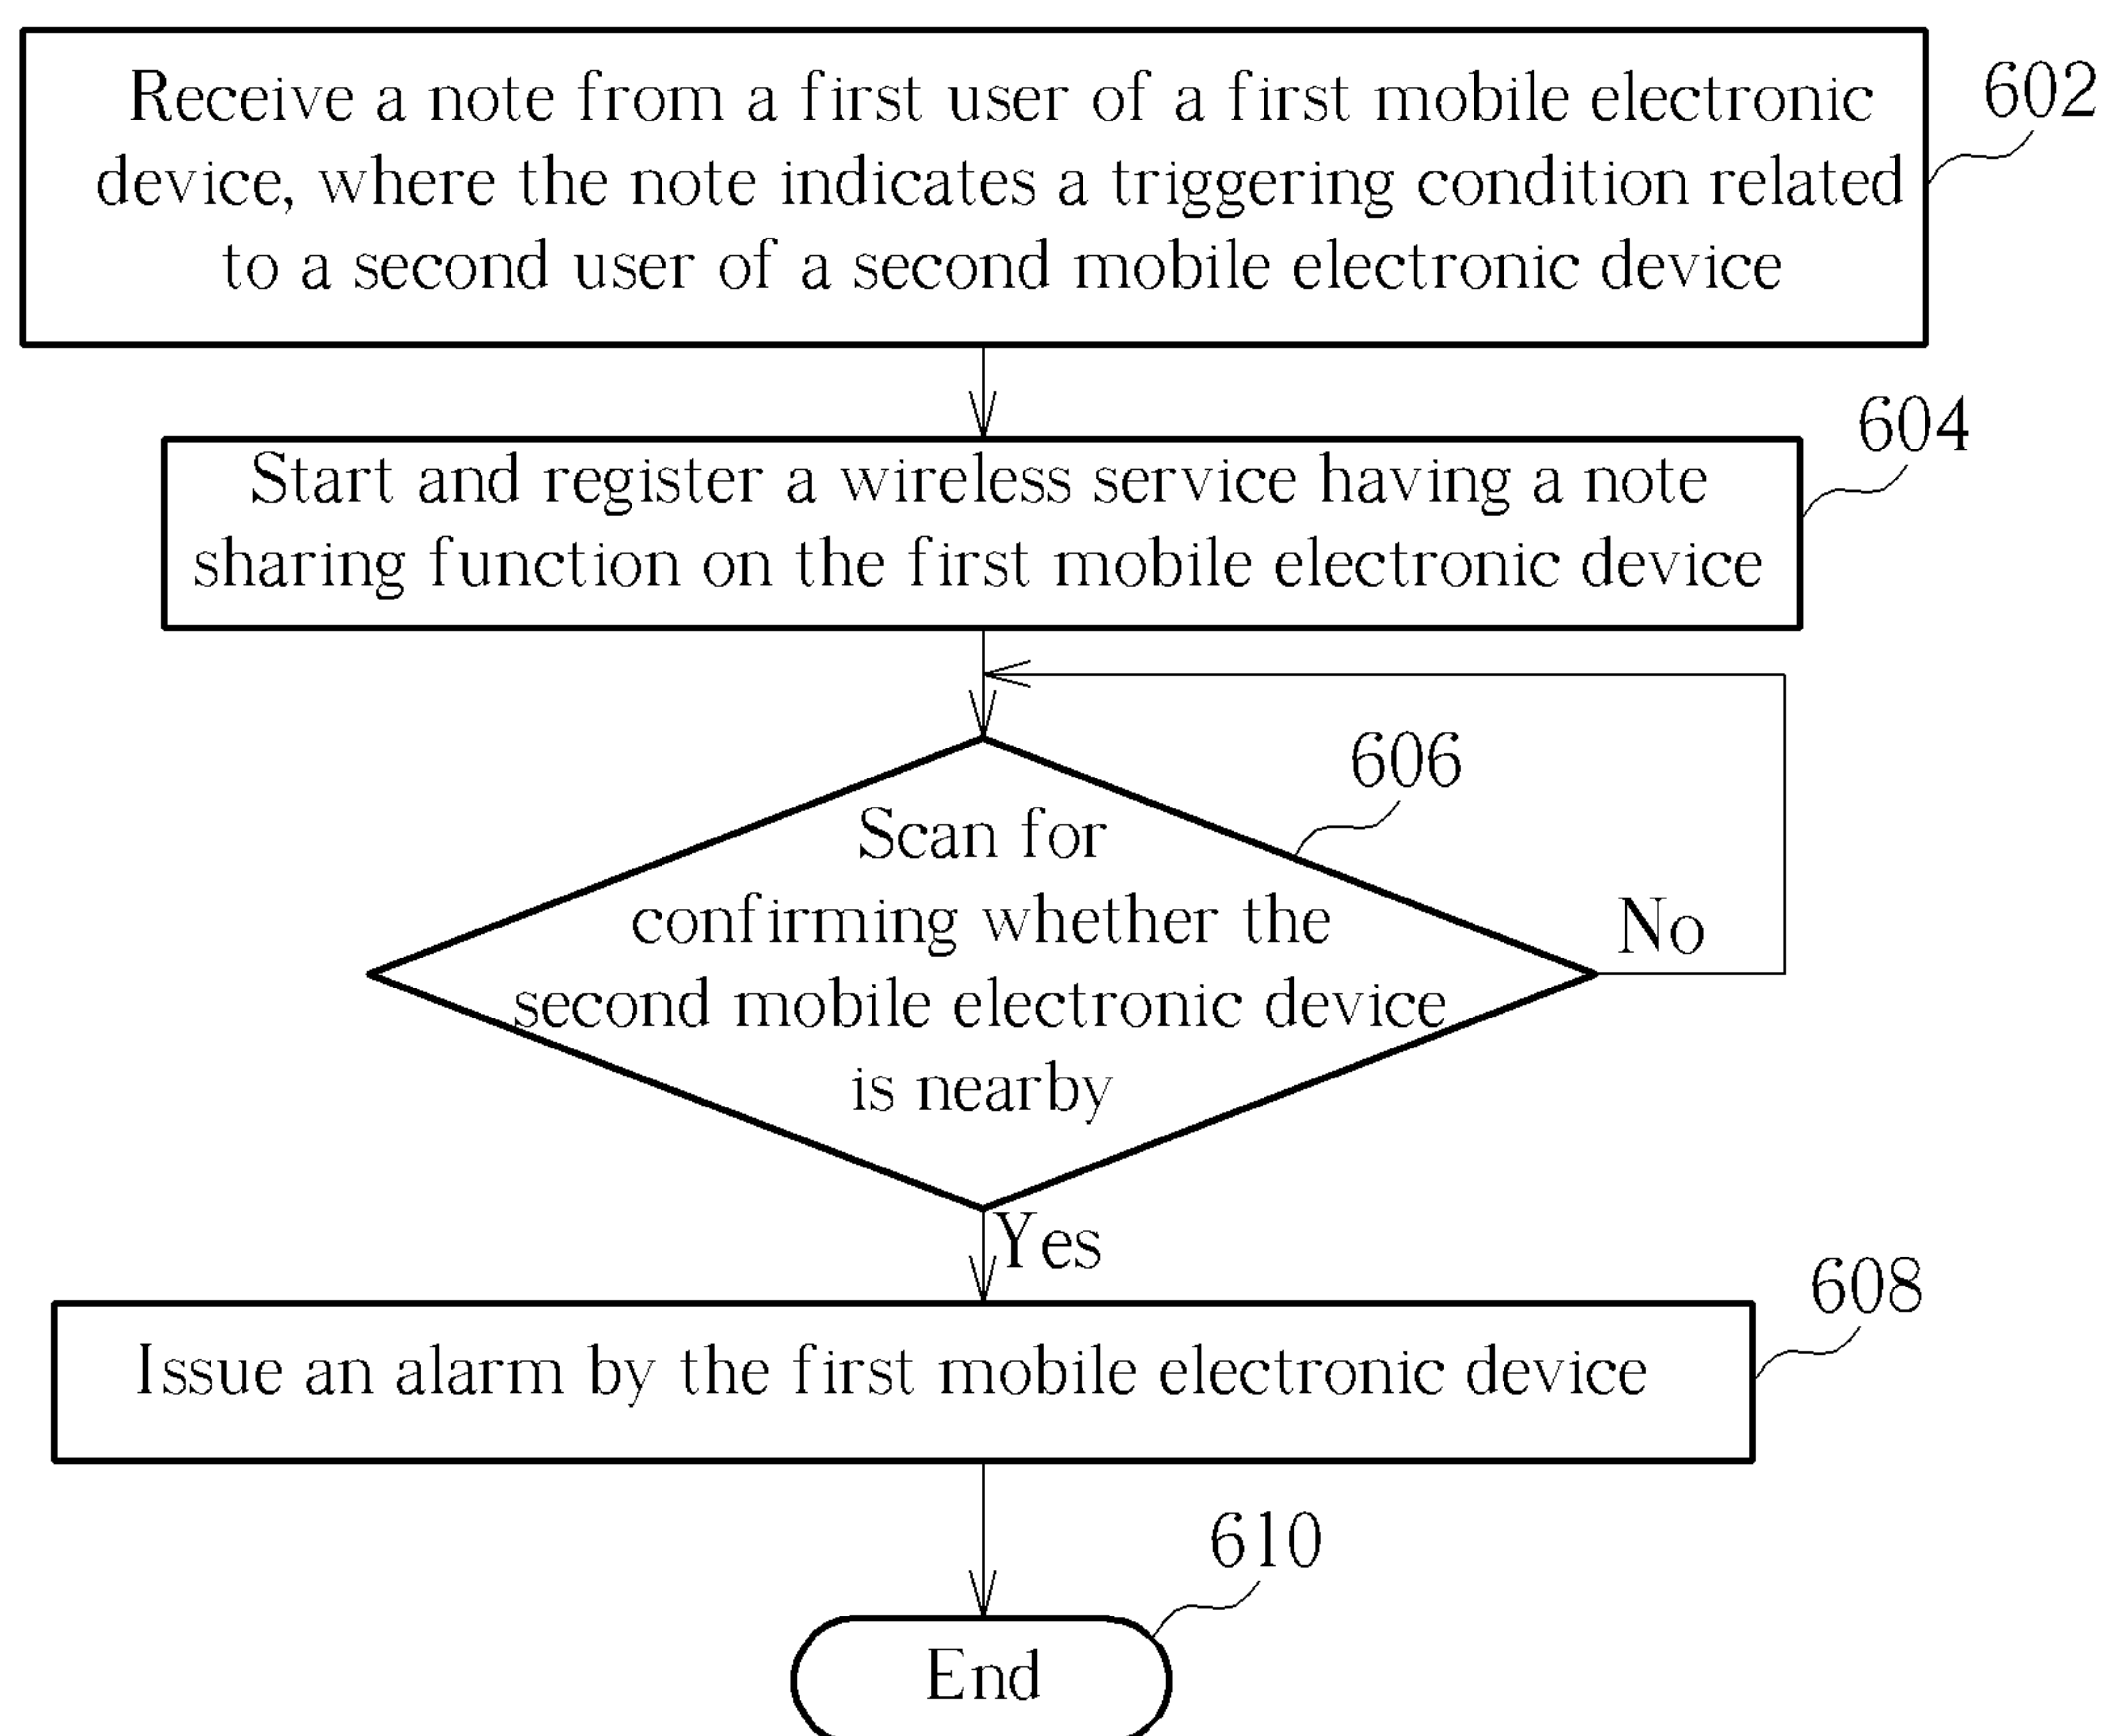 Receive a note from a first user of a first mobile electronic
device, where the note indicates a triggering condition related
to a second user of a second mobile electronic device
602
Start and register a wireless service having a note
sharing function on the first mobile electronic device
604
606
Scan for
confirming whether the
second mobile electronic device
is nearby
No
Yes
608
Issue an alarm by the first mobile electronic device
610
End